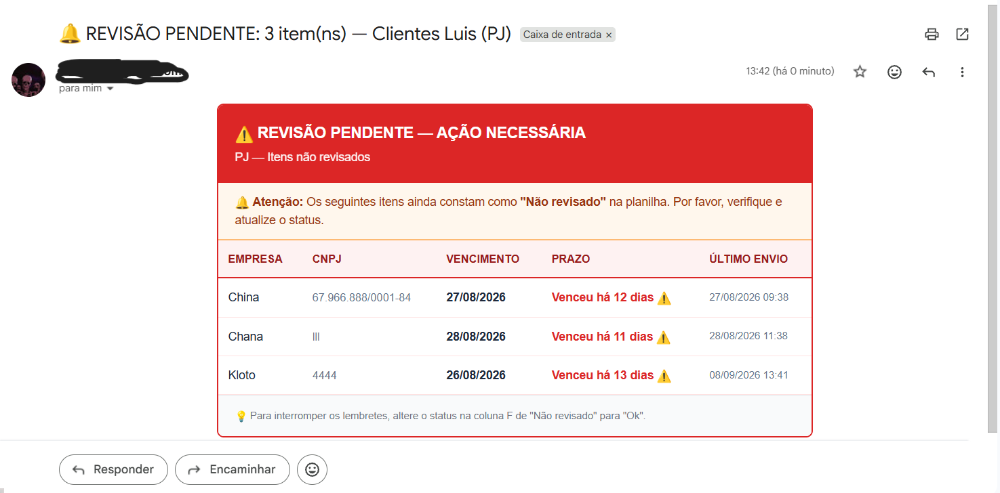 🔔 REVISÃO PENDENTE: 3 item(ns) — Clientes Luis (PJ) Caixa de entrada ×
13:42 (há 0 minuto)
para mim
⚠️ REVISÃO PENDENTE — AÇÃO NECESSÁRIA
PJ — Itens não revisados
🔔 Atenção: Os seguintes itens ainda constam como "Não revisado" na planilha. Por favor, verifique e
atualize o status.
EMPRESA CNPJ VENCIMENTO PRAZO ÚLTIMO ENVIO
China 67.966.888/0001-84 27/08/2026 Venceu há 12 dias ⚠️ 27/08/2026 09:38
Chana lll 28/08/2026 Venceu há 11 dias ⚠️ 28/08/2026 11:38
Kloto 4444 26/08/2026 Venceu há 13 dias ⚠️ 08/09/2026 13:41
💡 Para interromper os lembretes, altere o status na coluna F de "Não revisado" para "Ok".
Responder Encaminhar